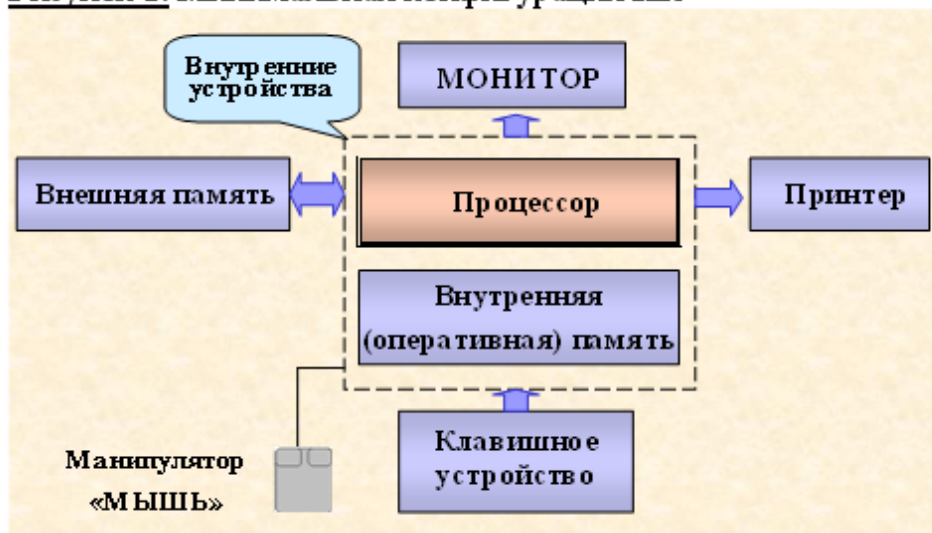 Внутренние
устройства
МОНИТОР
Внешняя память
Процессор
Принтер
Внутренняя
(оперативная) память
Манипулятор
«МЫШЬ»
Клавишное
устройство